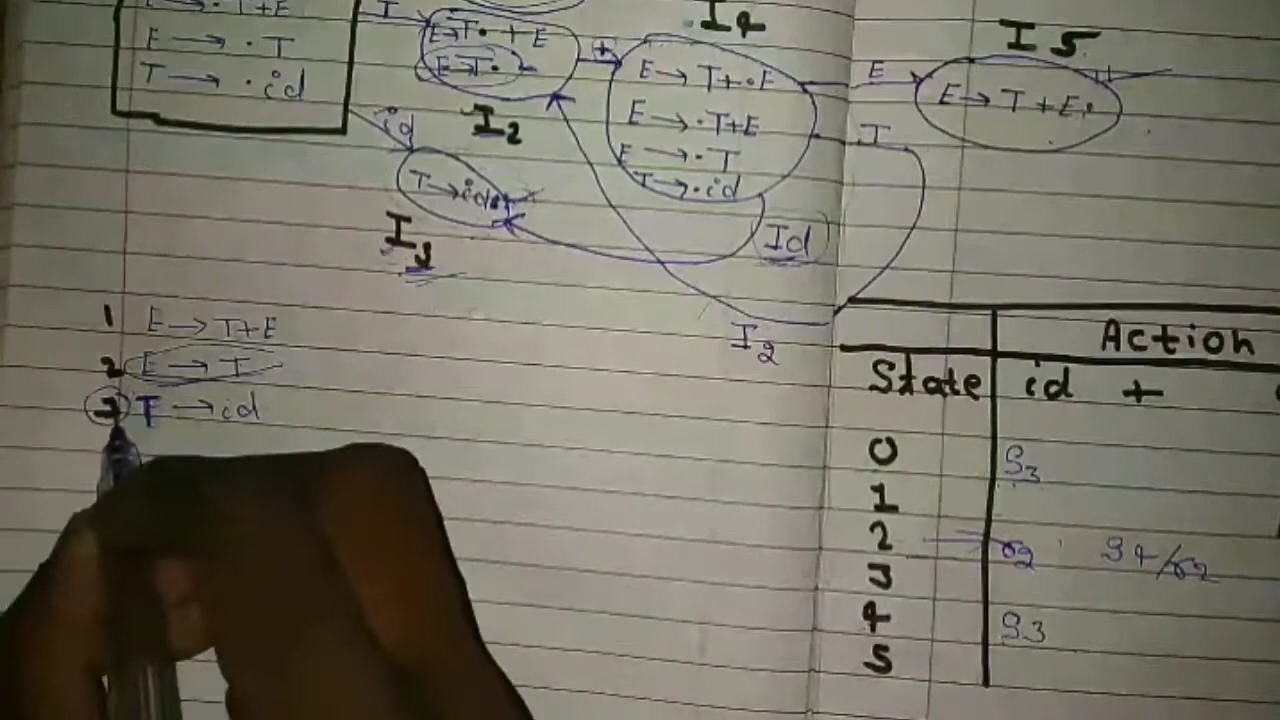 E → · T+E
E → · T
T → · id
I
E→T· + E
E→T·
I2
id
T→id·
I3
+
I4
E → T+·E
E → ·T+E
E → ·T
T → ·id
E
I5
E→ T + E·
T
Id
I2
1 E → T+E
2 E → T
3 T → id
Action
State id +
0 S3
1
2 r2 S4/r2
3
4 S3
5